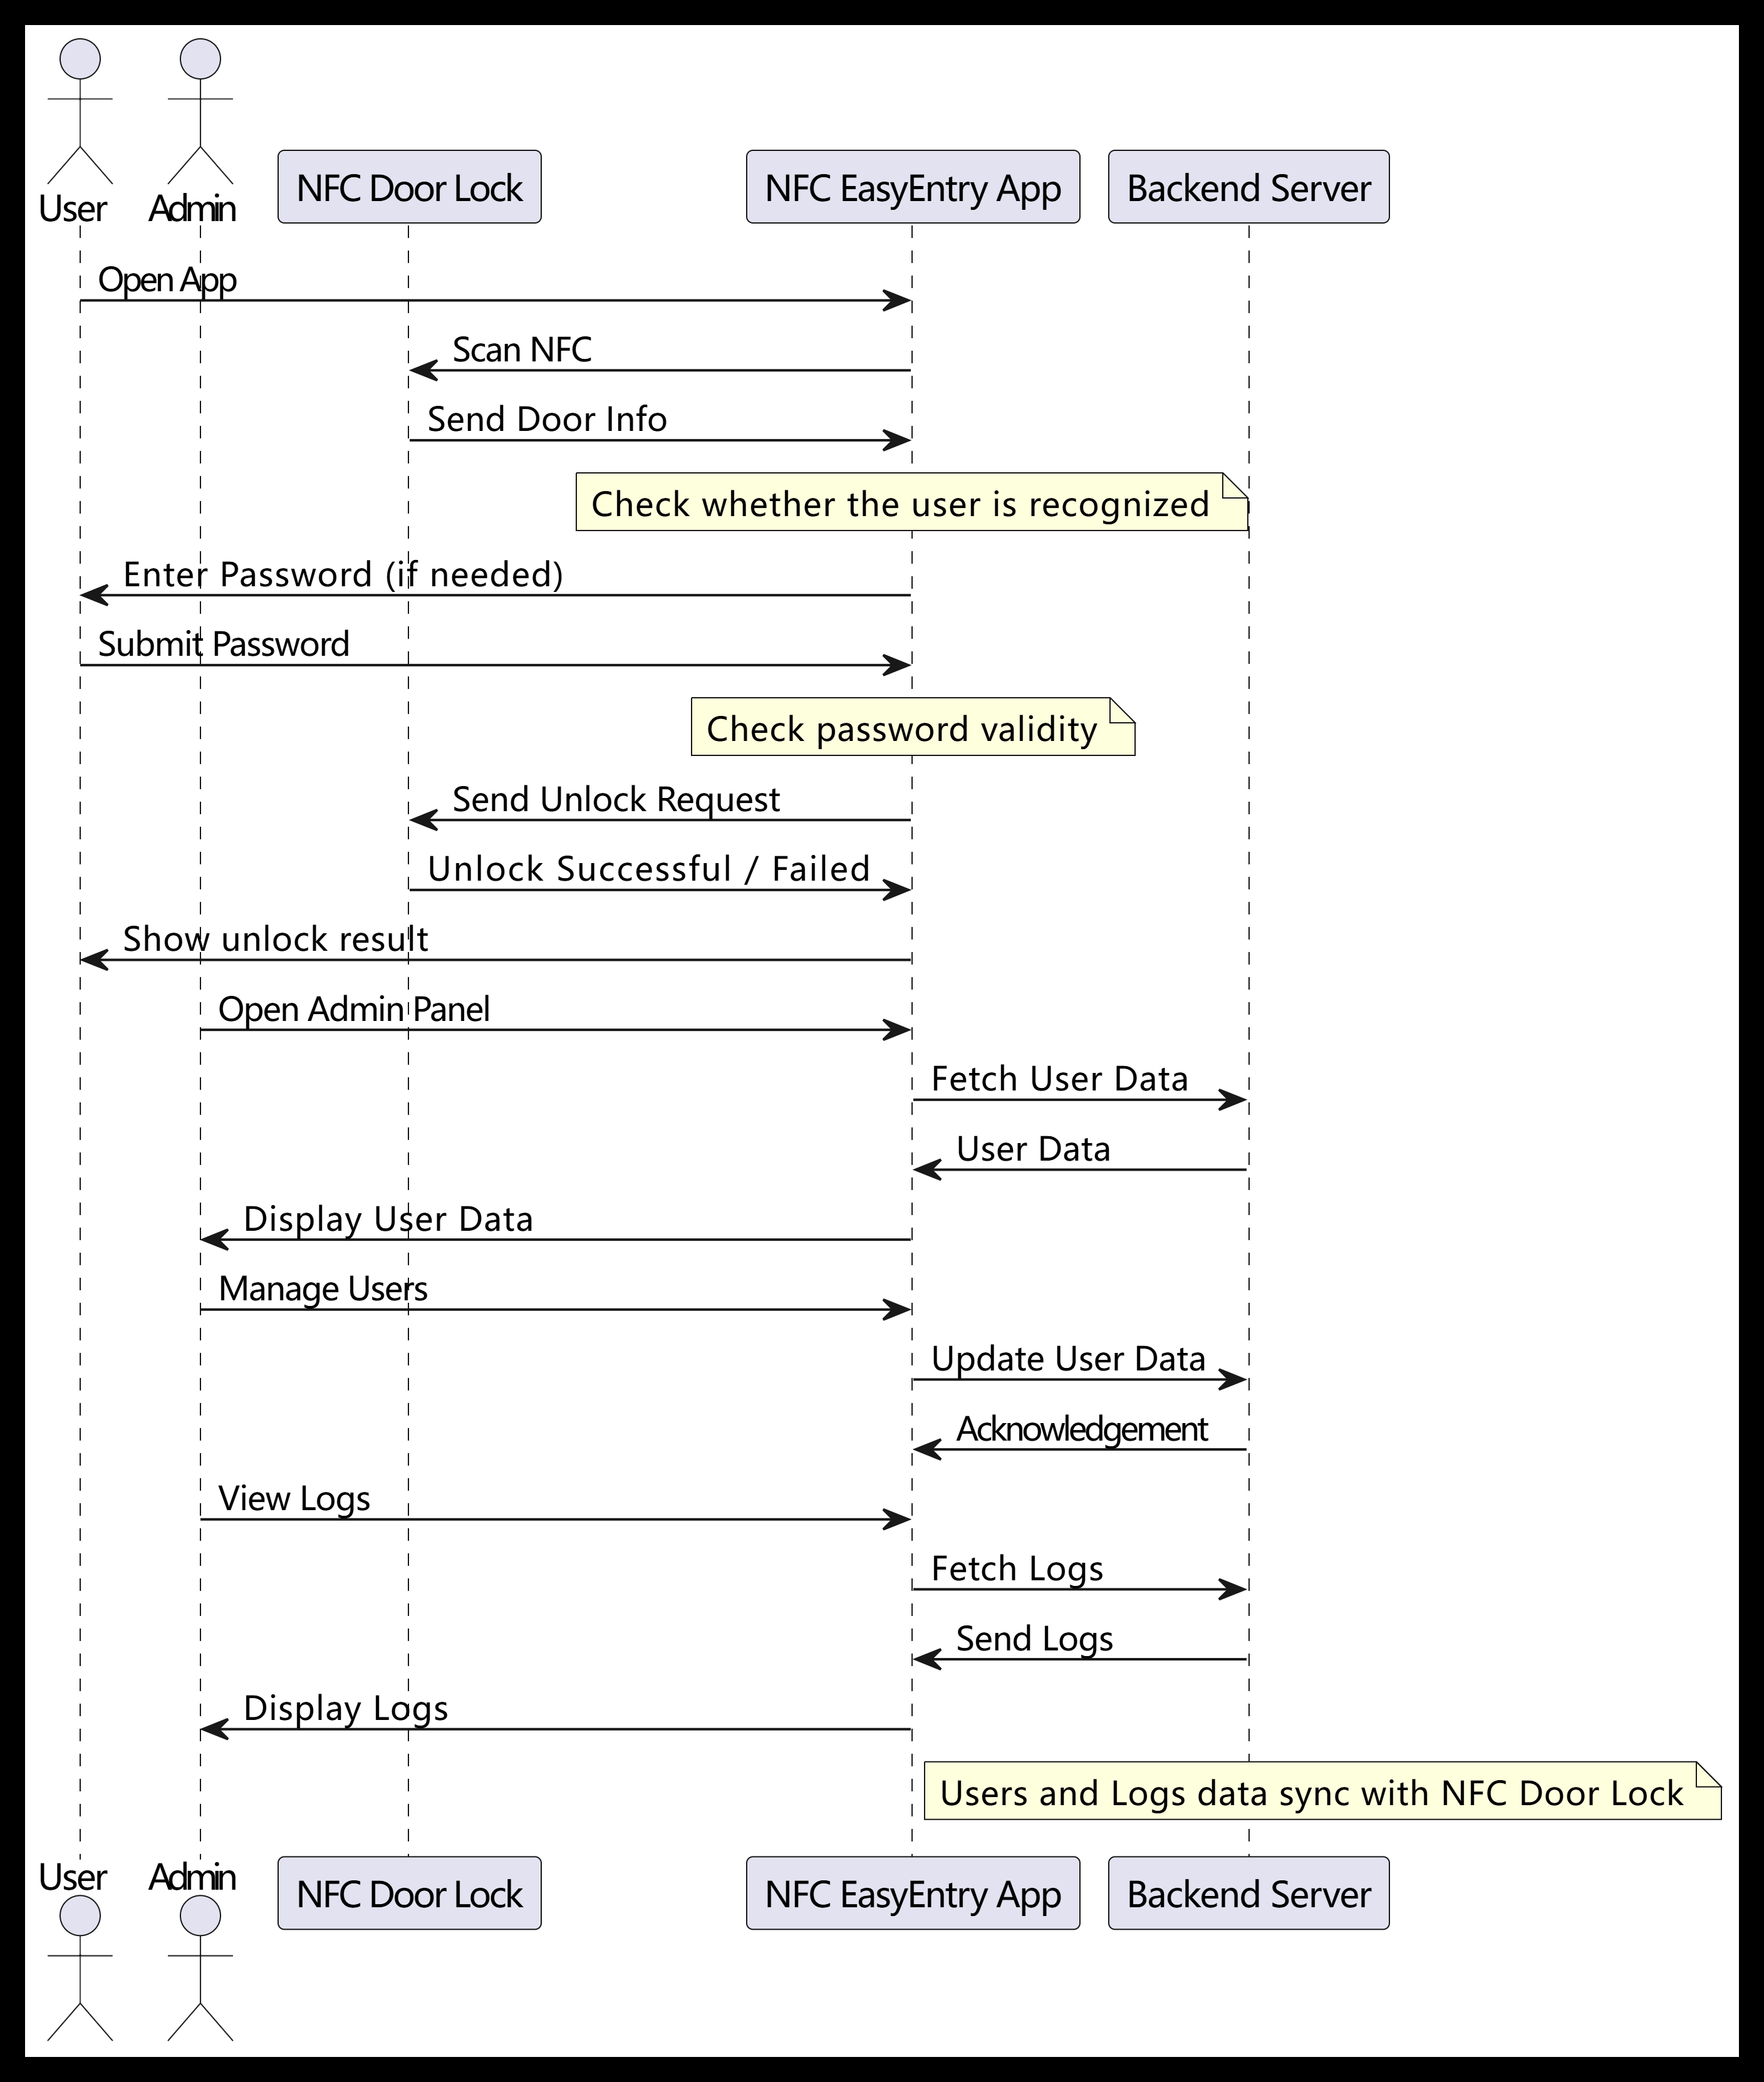 User
Admin
NFC Door Lock
NFC EasyEntry App
Backend Server
Open App
Scan NFC
Send Door Info
Check whether the user is recognized
Enter Password (if needed)
Submit Password
Check password validity
Send Unlock Request
Unlock Successful / Failed
Show unlock result
Open Admin Panel
Fetch User Data
User Data
Display User Data
Manage Users
Update User Data
Acknowledgement
View Logs
Fetch Logs
Send Logs
Display Logs
Users and Logs data sync with NFC Door Lock
User
Admin
NFC Door Lock
NFC EasyEntry App
Backend Server